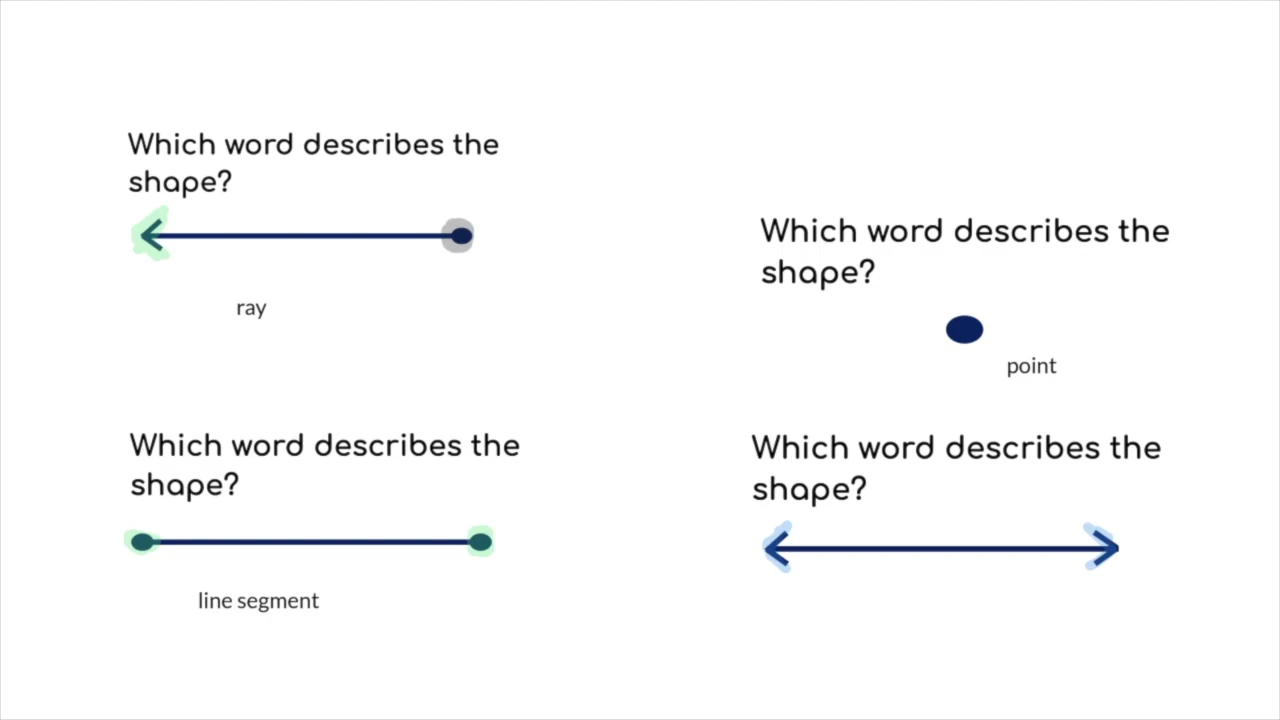 Which word describes the
shape?
ray
Which word describes the
shape?
point
Which word describes the
shape?
line segment
Which word describes the
shape?